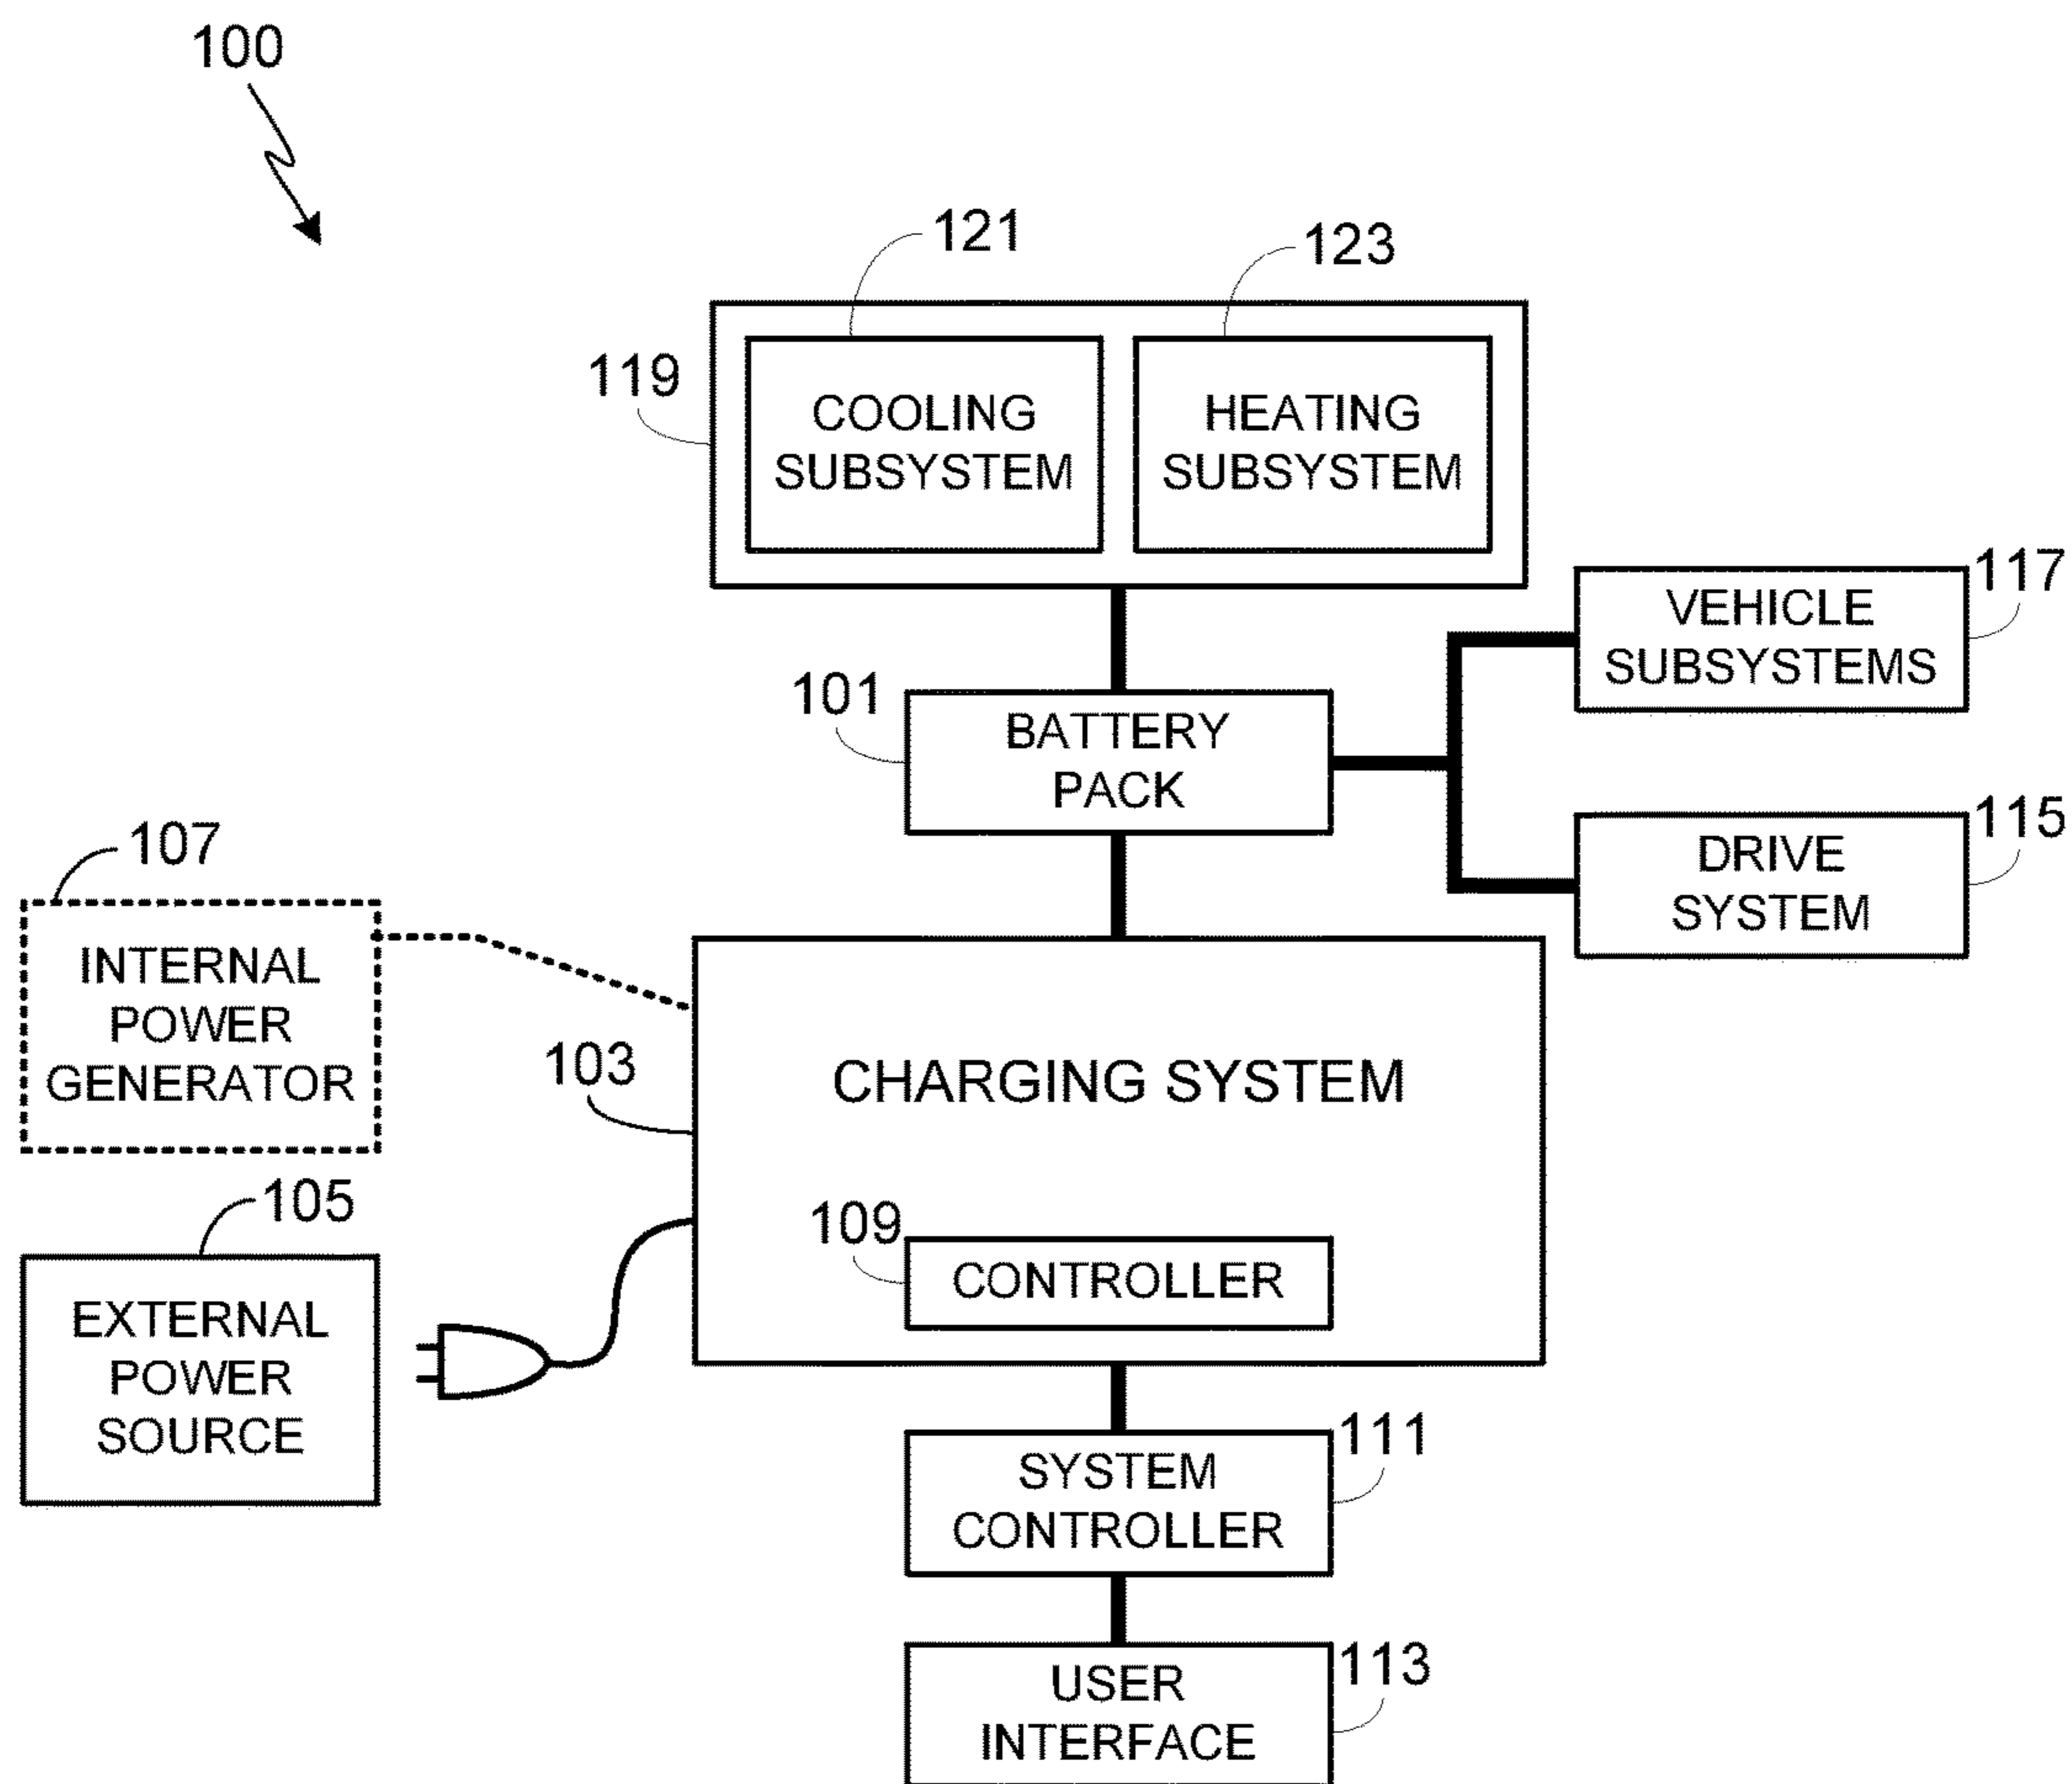 100
121
123
119
COOLING
SUBSYSTEM
HEATING
SUBSYSTEM
117
VEHICLE
SUBSYSTEMS
101
BATTERY
PACK
115
DRIVE
SYSTEM
107
INTERNAL
POWER
GENERATOR
103
CHARGING SYSTEM
105
EXTERNAL
POWER
SOURCE
109
CONTROLLER
111
SYSTEM
CONTROLLER
113
USER
INTERFACE